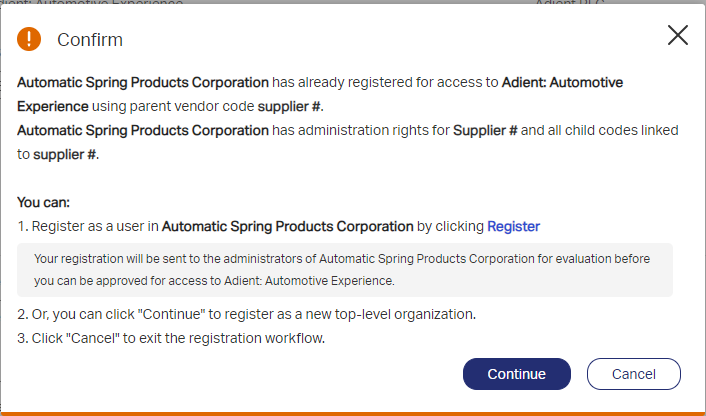 Confirm
Automatic Spring Products Corporation has already registered for access to Adient: Automotive
Experience using parent vendor code supplier #.
Automatic Spring Products Corporation has administration rights for Supplier # and all child codes linked
to supplier #.
You can:
1. Register as a user in Automatic Spring Products Corporation by clicking Register
Your registration will be sent to the administrators of Automatic Spring Products Corporation for evaluation before
you can be approved for access to Adient: Automotive Experience.
2. Or, you can click "Continue" to register as a new top-level organization.
3. Click "Cancel" to exit the registration workflow.
Continue
Cancel